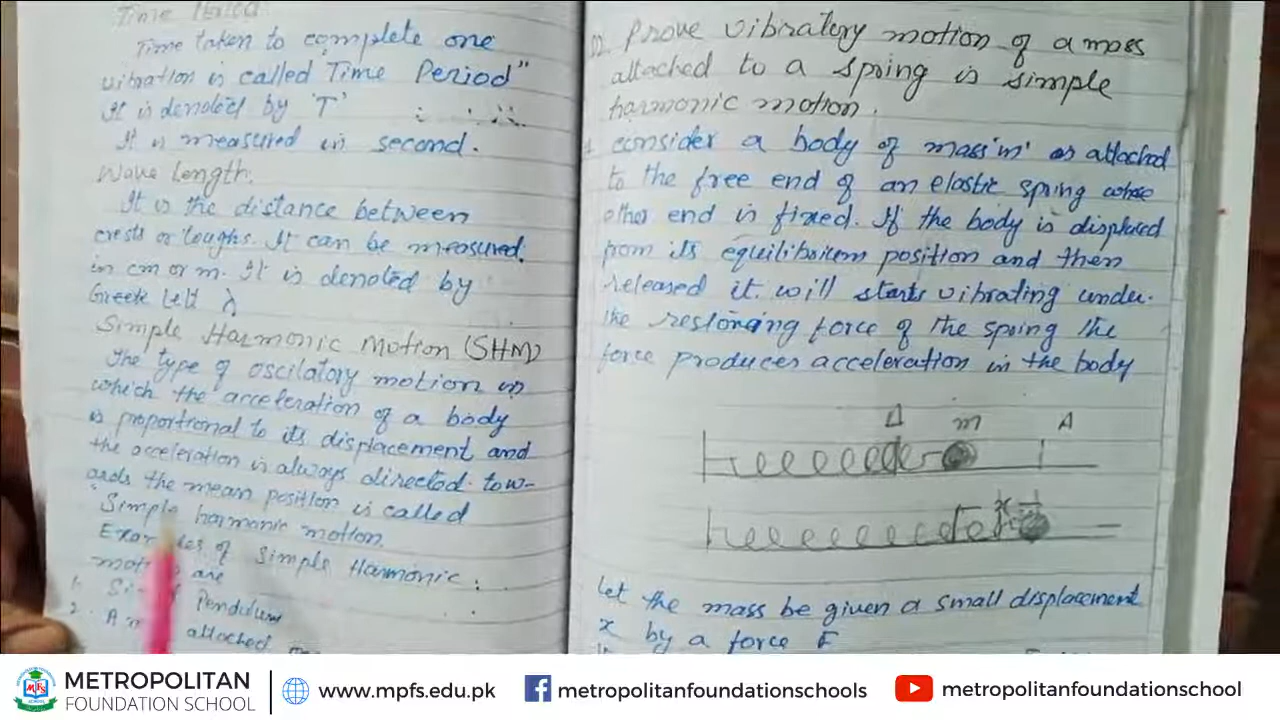 Time Period
Time taken to complete one
vibration is called Time Period"
It is denoted by 'T'
It is measured in second.
Wave length.
It is the distance between
crests or toughs. It can be measured
in cm or m. It is denoted by
Greek λ
Simple Harmonic Motion (SHM)
The type of oscilatory motion in
which the acceleration of a body
is proportional to its displacement and
the acceleration is always directed tow-
ards the mean position is called
"Simple harmonic motion.
of Simple Harmonic
are
1. Pendulum
2. attached
Prove vibratory motion of a mass
attached to a spring is simple
harmonic motion.
consider a body of mass 'm' as attached
to the free end of an elastic spring whose
other end is fixed. If the body is displaced
from its equilibriem position and then
released it will starts vibrating under
the restoring force of the spring the
force produces acceleration in the body
m A
x
Let the mass be given a small displacement
x by a force F
METROPOLITAN
FOUNDATION SCHOOL
www.mpfs.edu.pk
metropolitanfoundationschools
metropolitanfoundationschool